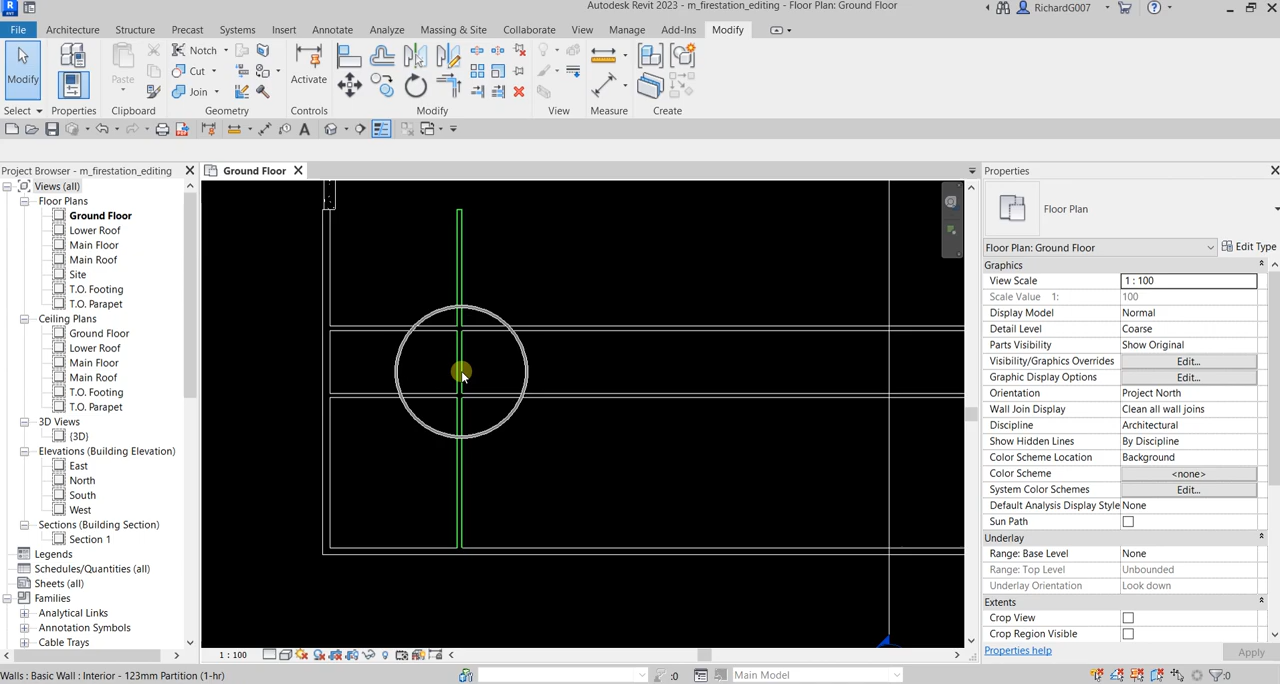 Autodesk Revit 2023 - m_firestation_editing - Floor Plan: Ground Floor
RichardG007
File Architecture Structure Precast Systems Insert Annotate Analyze Massing & Site Collaborate View Manage Add-Ins Modify
Notch
Cut
Join
Modify
Paste
Activate
Select Properties Clipboard Geometry Controls Modify View Measure Create
Project Browser - m_firestation_editing
Ground Floor
Properties
Views (all)
Floor Plans
Ground Floor
Lower Roof
Main Floor
Main Roof
Site
T.O. Footing
T.O. Parapet
Ceiling Plans
Ground Floor
Lower Roof
Main Floor
Main Roof
T.O. Footing
T.O. Parapet
3D Views
{3D}
Elevations (Building Elevation)
East
North
South
West
Sections (Building Section)
Section 1
Legends
Schedules/Quantities (all)
Sheets (all)
Families
Analytical Links
Annotation Symbols
Cable Trays
Floor Plan
Floor Plan: Ground Floor Edit Type
Graphics
View Scale 1 : 100
Scale Value 1: 100
Display Model Normal
Detail Level Coarse
Parts Visibility Show Original
Visibility/Graphics Overrides Edit...
Graphic Display Options Edit...
Orientation Project North
Wall Join Display Clean all wall joins
Discipline Architectural
Show Hidden Lines By Discipline
Color Scheme Location Background
Color Scheme <none>
System Color Schemes Edit...
Default Analysis Display Style None
Sun Path
Underlay
Range: Base Level None
Range: Top Level Unbounded
Underlay Orientation Look down
Extents
Crop View
Crop Region Visible
Properties help Apply
1 : 100
Walls : Basic Wall : Interior - 123mm Partition (1-hr) :0 Main Model :0